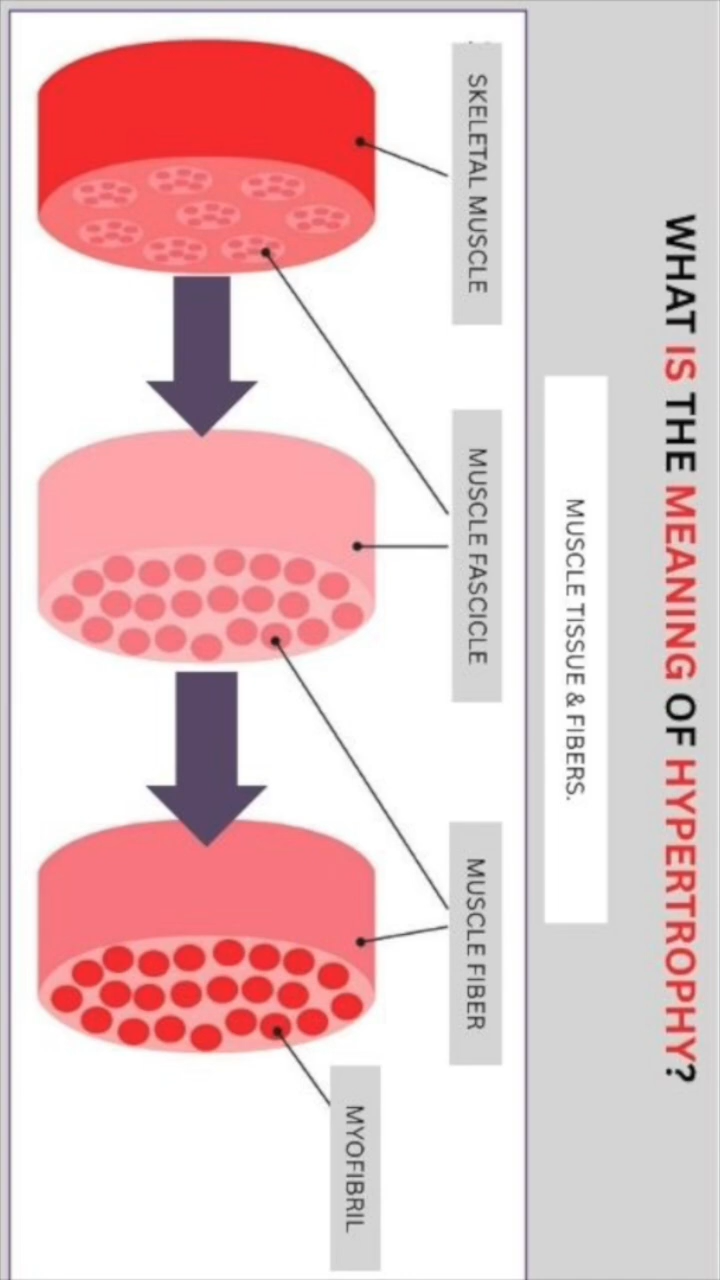 WHAT IS THE MEANING OF HYPERTROPHY?
MUSCLE TISSUE & FIBERS.
SKELETAL MUSCLE
MUSCLE FASCICLE
MUSCLE FIBER
MYOFIBRIL